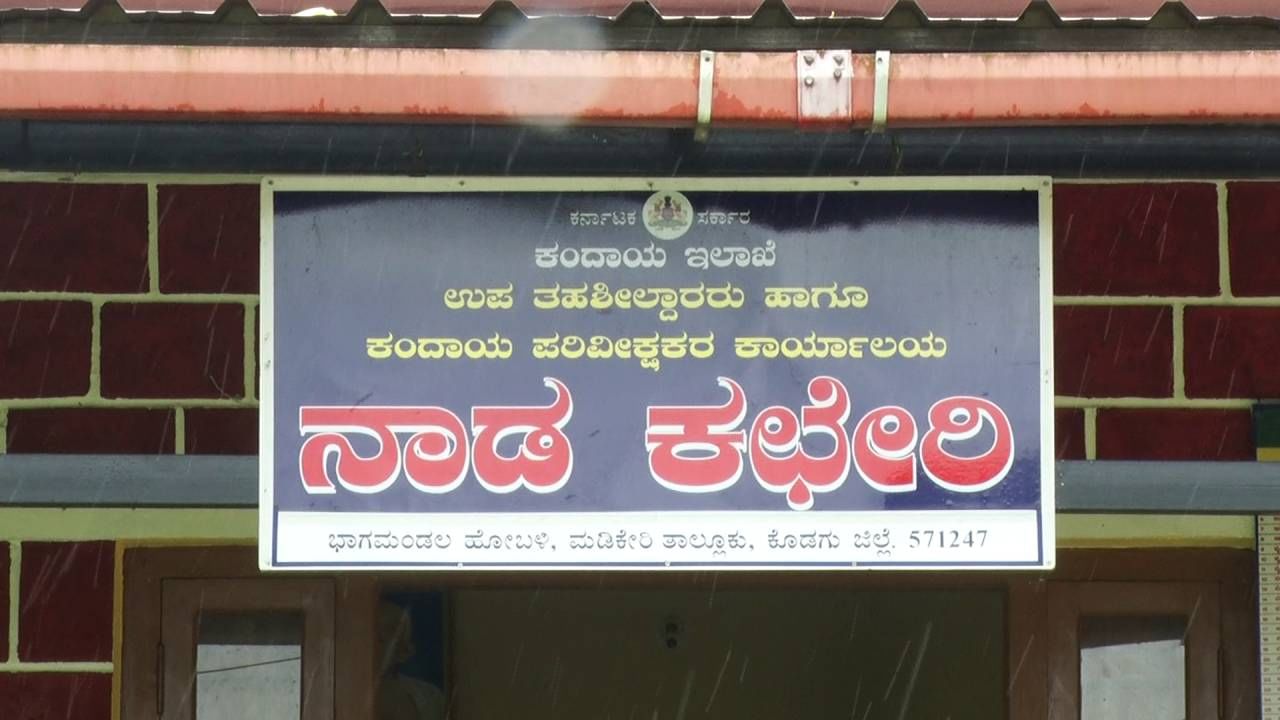 ಕರ್ನಾಟಕ ಸರ್ಕಾರ
ಕಂದಾಯ ಇಲಾಖೆ
ಉಪ ತಹಶೀಲ್ದಾರರು ಹಾಗೂ
ಕಂದಾಯ ಪರಿವೀಕ್ಷಕರ ಕಾರ್ಯಾಲಯ
ನಾಡ ಕಛೇರಿ
ಭಾಗಮಂಡಲ ಹೋಬಳಿ, ಮಡಿಕೇರಿ ತಾಲ್ಲೂಕು, ಕೊಡಗು ಜಿಲ್ಲೆ. 571247